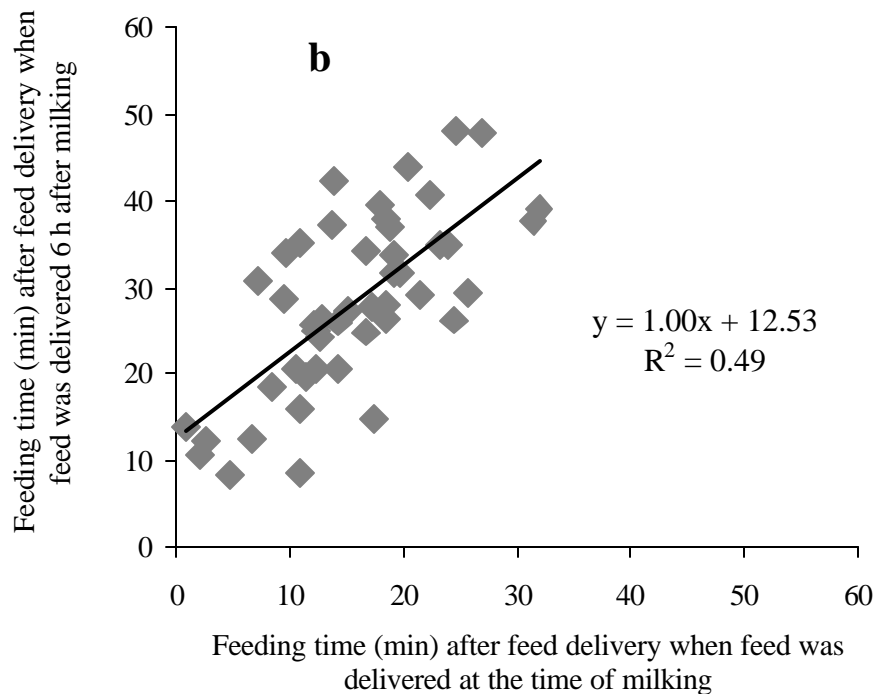 Feeding time (min) after feed delivery when
feed was delivered 6 h after milking
60
50
40
30
20
10
0
b
y = 1.00x + 12.53
R² = 0.49
0 10 20 30 40 50 60
Feeding time (min) after feed delivery when feed was
delivered at the time of milking